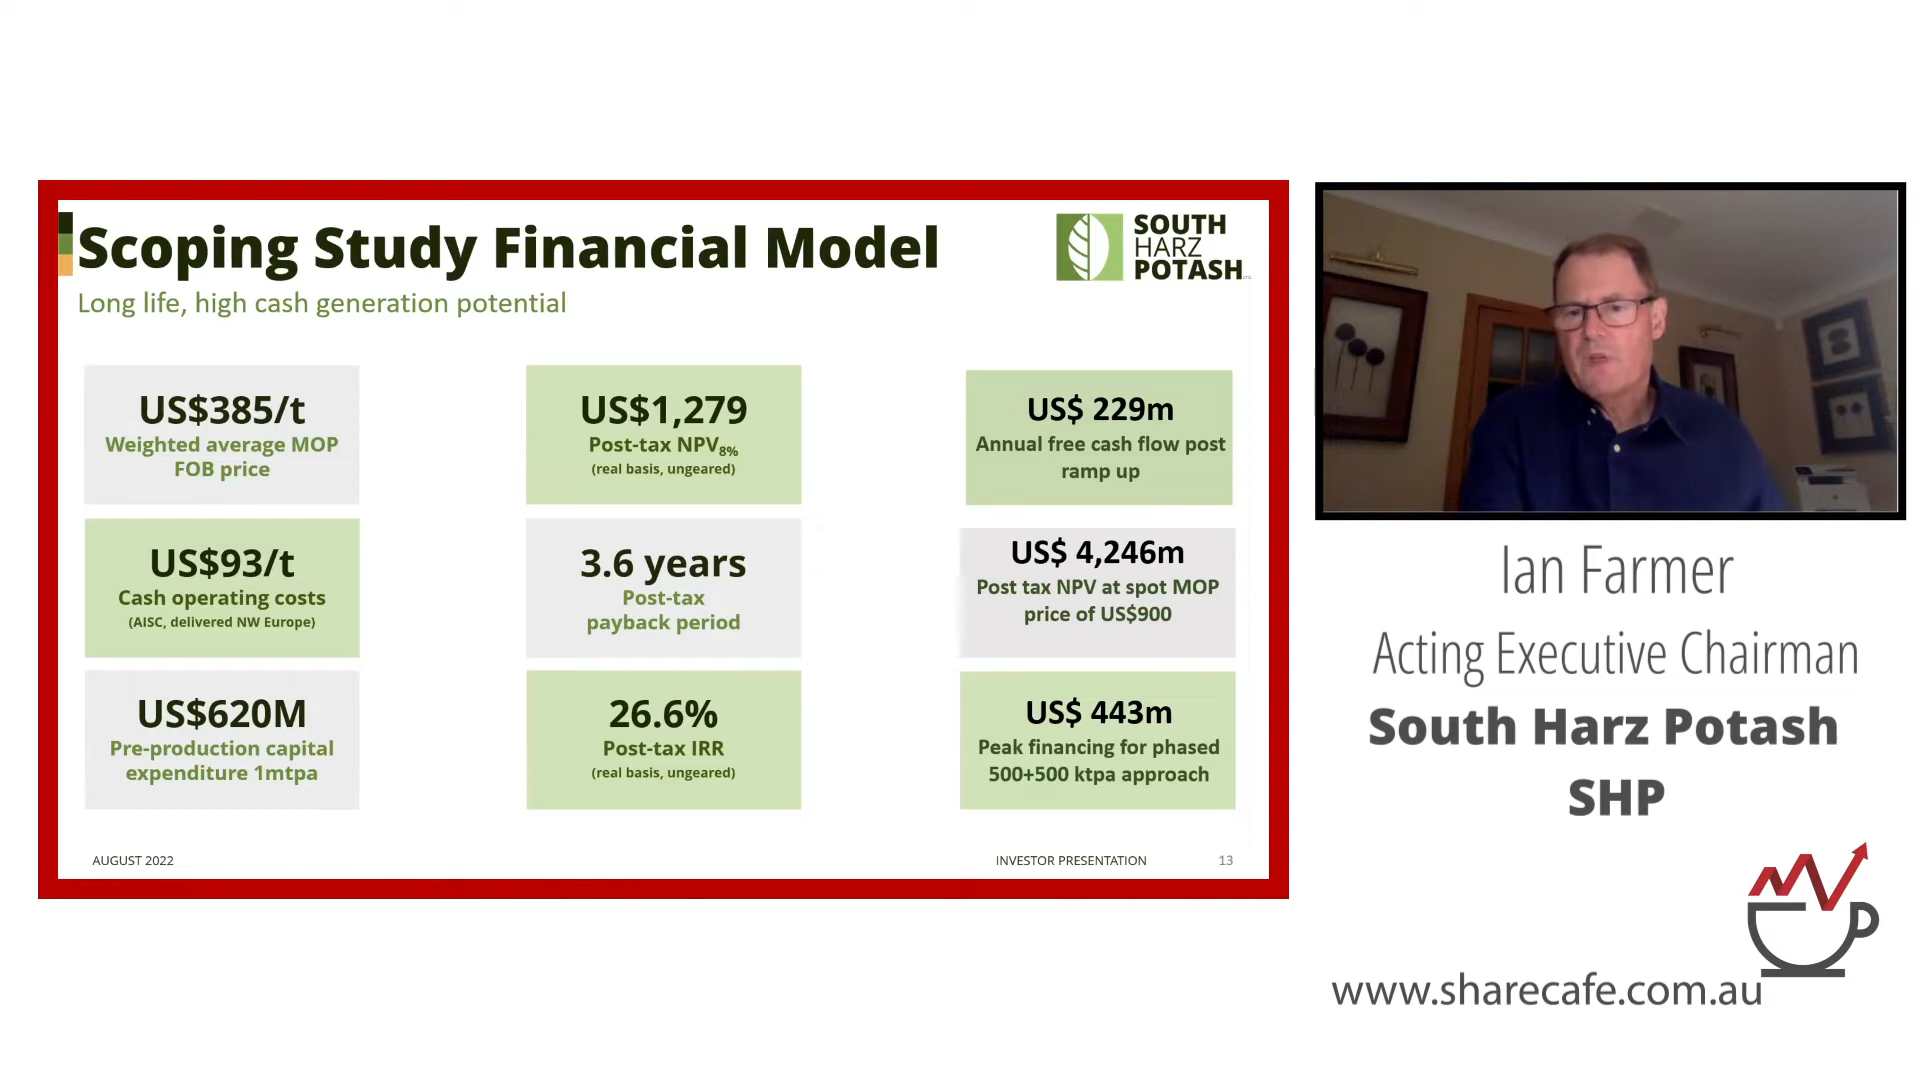 Scoping Study Financial Model
Long life, high cash generation potential
SOUTH
HARZ
POTASH
US$385/t
Weighted average MOP
FOB price
US$1,279
Post-tax NPV8%
(real basis, ungeared)
US$ 229m
Annual free cash flow post
ramp up
US$93/t
Cash operating costs
(AISC, delivered NW Europe)
3.6 years
Post-tax
payback period
US$ 4,246m
Post tax NPV at spot MOP
price of US$900
US$620M
Pre-production capital
expenditure 1mtpa
26.6%
Post-tax IRR
(real basis, ungeared)
US$ 443m
Peak financing for phased
500+500 ktpa approach
AUGUST 2022
INVESTOR PRESENTATION
13
Ian Farmer
Acting Executive Chairman
South Harz Potash
SHP
www.sharecafe.com.au